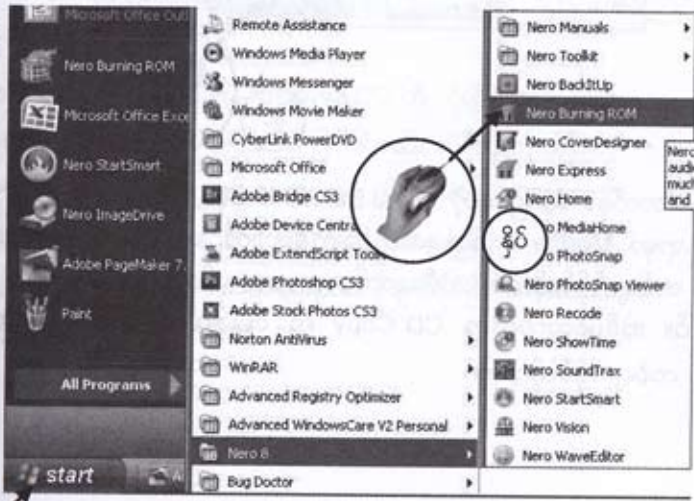 Microsoft Office Out
Nero Burning ROM
Microsoft Office Exce
Nero StartSmart
Nero ImageDrive
Adobe PageMaker 7.
Paint
All Programs
start
Remote Assistance
Windows Media Player
Windows Messenger
Windows Movie Maker
CyberLink PowerDVD
Microsoft Office
Adobe Bridge CS3
Adobe Device Centra
Adobe ExtendScript Toolk
Adobe Photoshop CS3
Adobe Stock Photos CS3
Norton AntiVirus
WinRAR
Advanced Registry Optimizer
Advanced WindowsCare V2 Personal
Nero 8
Bug Doctor
Nero Manuals
Nero Toolkit
Nero BackItUp
Nero Burning ROM
Nero CoverDesigner
Nero Express
Nero Home
MediaHome
PhotoSnap
Nero PhotoSnap Viewer
Nero Recode
Nero ShowTime
Nero SoundTrax
Nero StartSmart
Nero Vision
Nero WaveEditor
Nero
audi
much
and
နှိပ်